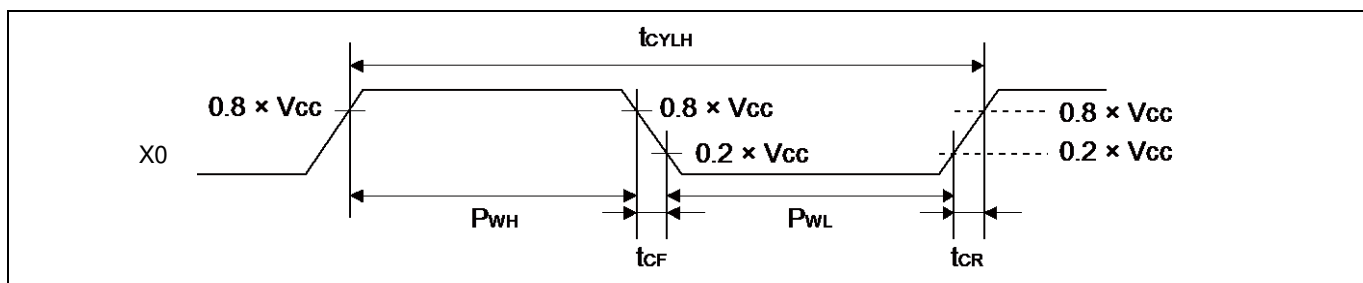 tCYLH
0.8 × VCC
0.8 × VCC
0.8 × VCC
X0
0.2 × VCC
0.2 × VCC
PWH
PWL
tCF
tCR